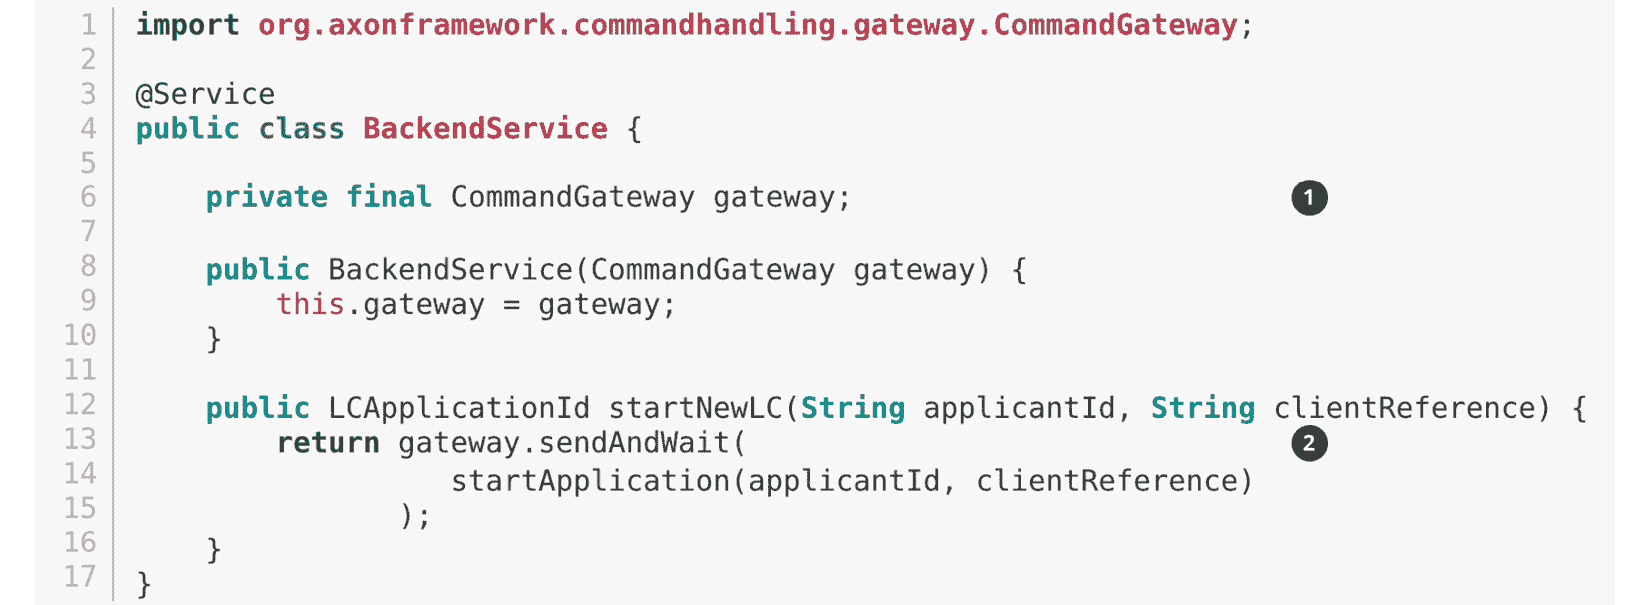 1 import org.axonframework.commandhandling.gateway.CommandGateway;
2
3 @Service
4 public class BackendService {
5
6     private final CommandGateway gateway; 1
7
8     public BackendService(CommandGateway gateway) {
9         this.gateway = gateway;
10     }
11
12     public LCApplicationId startNewLC(String applicantId, String clientReference) {
13         return gateway.sendAndWait( 2
14                   startApplication(applicantId, clientReference)
15                );
16     }
17 }